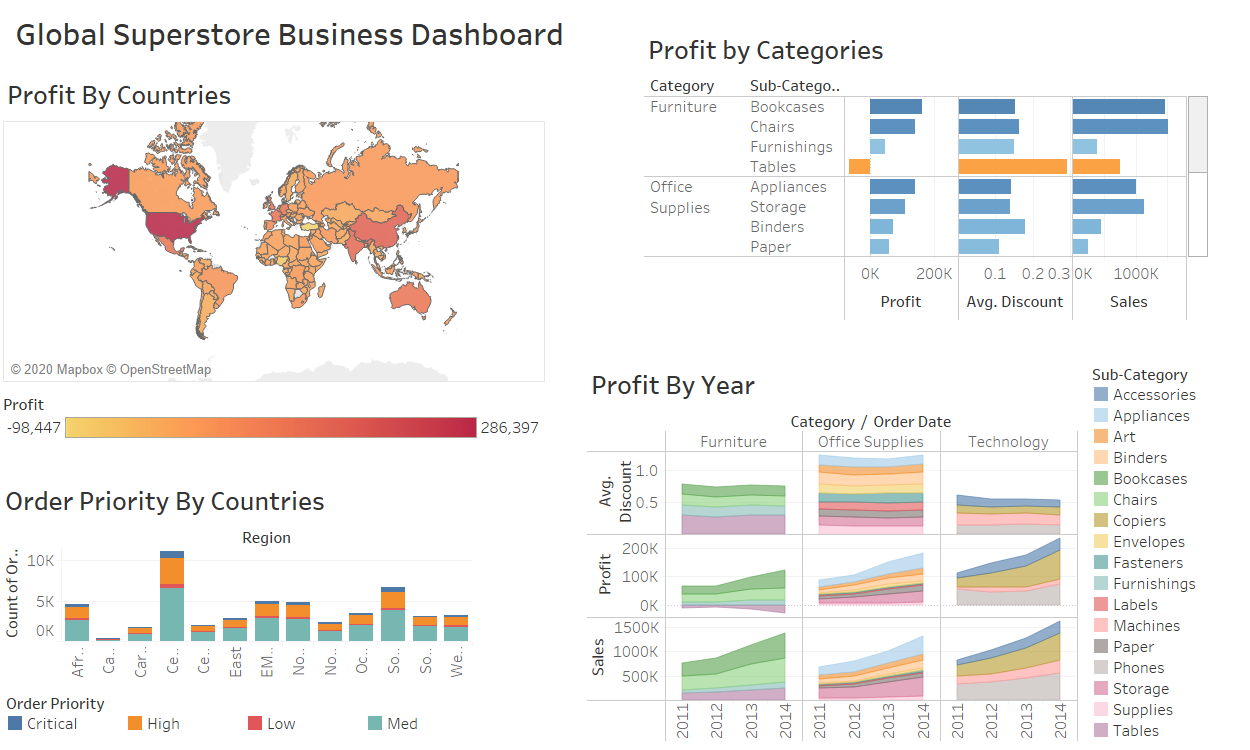 Global Superstore Business Dashboard
Profit By Countries
© 2020 Mapbox © OpenStreetMap
Profit
-98,447 286,397
Order Priority By Countries
Region
Count of Or..
10K
5K
0K
Afr.. Ca.. Car.. Ce.. Ce.. East EM.. No.. No.. Oc.. So.. So.. We..
Order Priority
Critical High Low Med
Profit by Categories
Category Sub-Catego..
Furniture Bookcases
Chairs
Furnishings
Tables
Office Supplies Appliances
Storage
Binders
Paper
0K 200K 0.1 0.2 0.3 0K 1000K
Profit Avg. Discount Sales
Profit By Year
Category / Order Date
Furniture Office Supplies Technology
Avg. Discount
1.0
0.5
Profit
200K
100K
0K
Sales
1500K
1000K
500K
2011 2012 2013 2014 2011 2012 2013 2014 2011 2012 2013 2014
Sub-Category
Accessories
Appliances
Art
Binders
Bookcases
Chairs
Copiers
Envelopes
Fasteners
Furnishings
Labels
Machines
Paper
Phones
Storage
Supplies
Tables